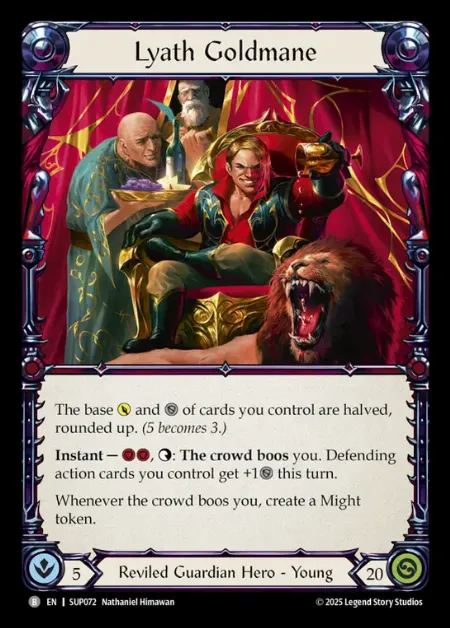 Lyath Goldmane
The base and of cards you control are halved,
rounded up. (5 becomes 3.)
Instant — , : The crowd boos you. Defending
action cards you control get +1 this turn.
Whenever the crowd boos you, create a Might
token.
5 Reviled Guardian Hero - Young 20
B EN | SUP072 Nathaniel Himawan © 2025 Legend Story Studios